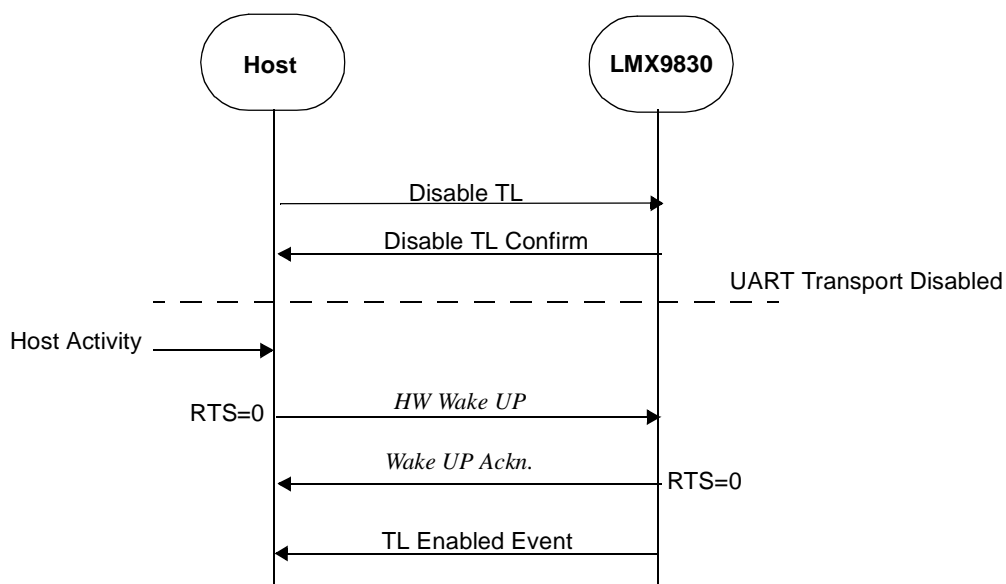 Host
LMX9830
Disable TL
Disable TL Confirm
UART Transport Disabled
Host Activity
RTS=0
HW Wake UP
Wake UP Ackn.
RTS=0
TL Enabled Event